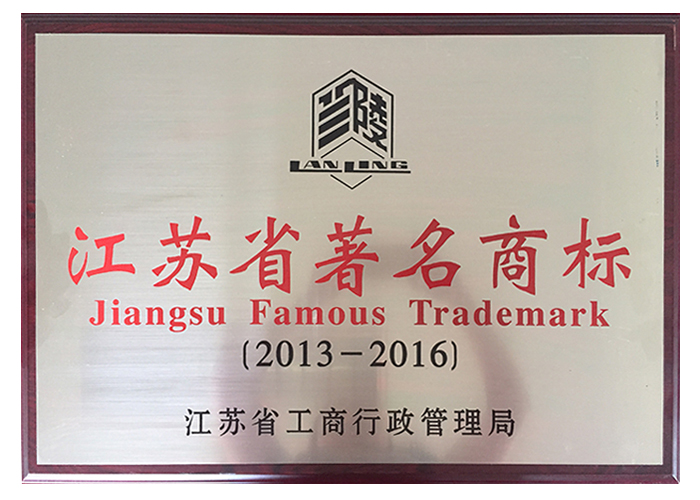 兰陵
LANLING
江苏省著名商标
Jiangsu Famous Trademark
(2013-2016)
江苏省工商行政管理局